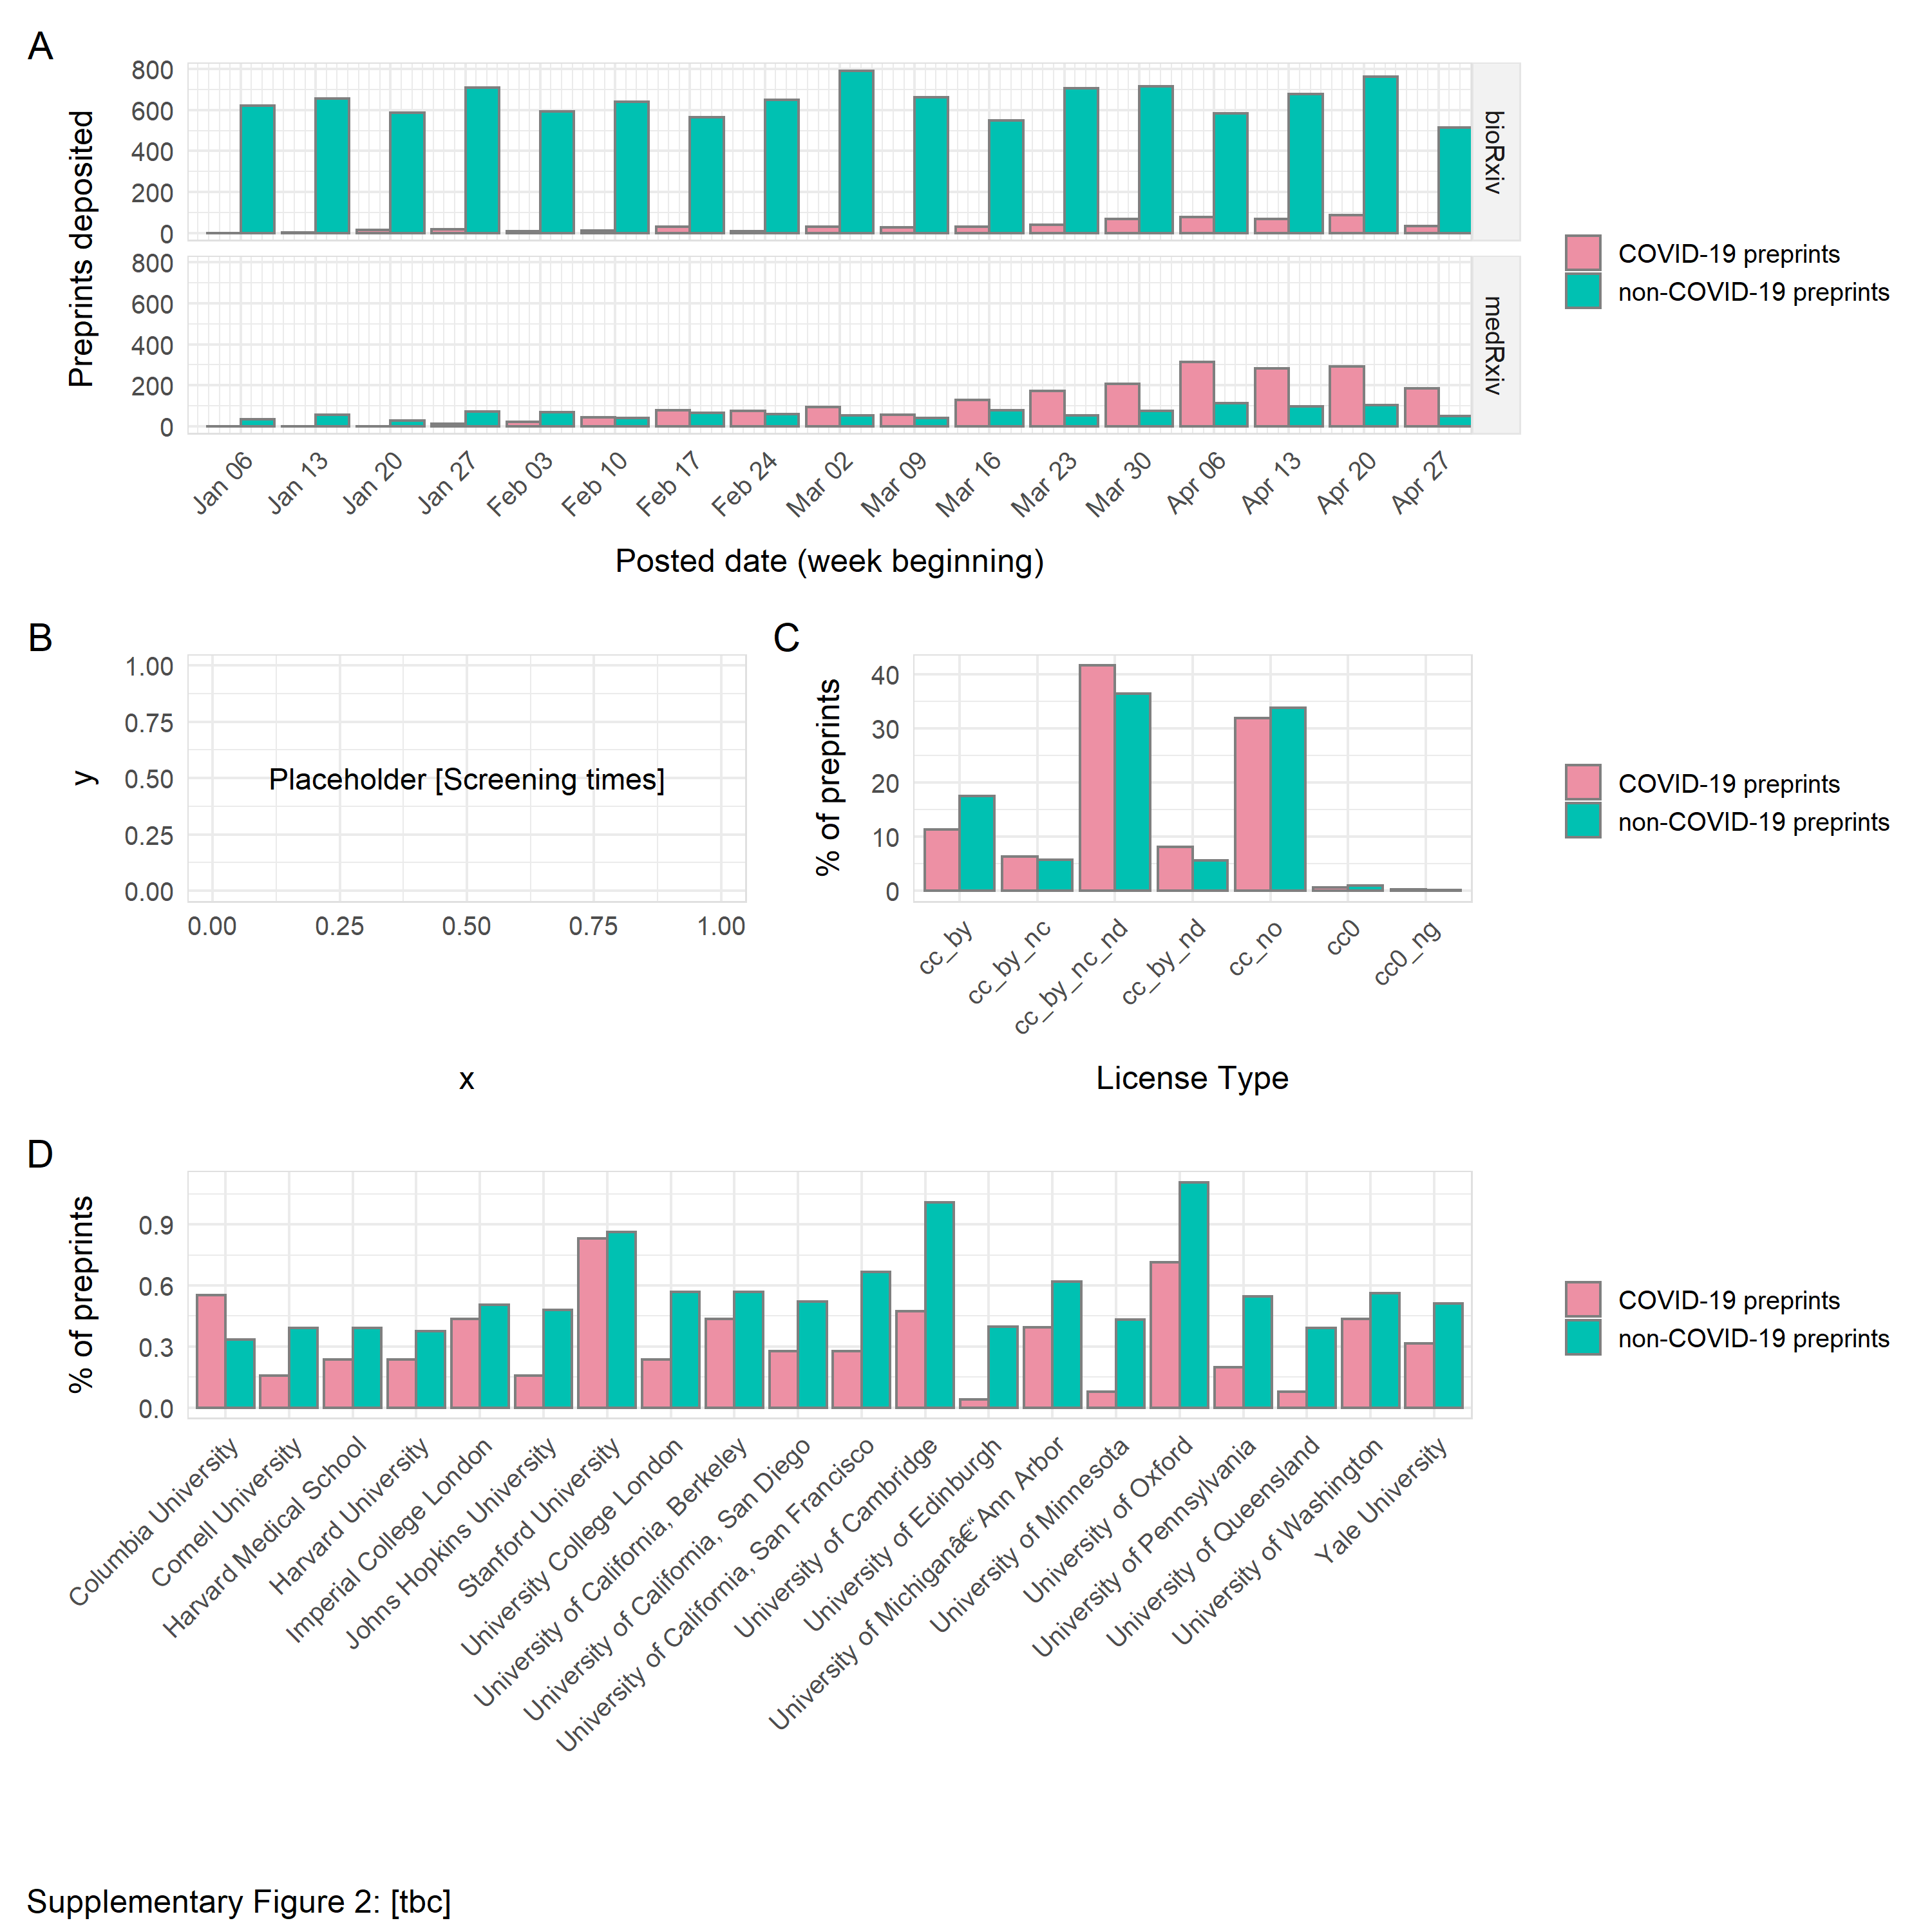 A
Preprints deposited
800
600
400
200
0
bioRxiv
800
600
400
200
0
medRxiv
Jan 06
Jan 13
Jan 20
Jan 27
Feb 03
Feb 10
Feb 17
Feb 24
Mar 02
Mar 09
Mar 16
Mar 23
Mar 30
Apr 06
Apr 13
Apr 20
Apr 27
Posted date (week beginning)
COVID-19 preprints
non-COVID-19 preprints
B
y
1.00
0.75
0.50
0.25
0.00
Placeholder [Screening times]
0.00
0.25
0.50
0.75
1.00
x
C
% of preprints
40
30
20
10
0
cc_by
cc_by_nc
cc_by_nc_nd
cc_by_nd
cc_no
cc0
cc0_ng
License Type
COVID-19 preprints
non-COVID-19 preprints
D
% of preprints
0.9
0.6
0.3
0.0
Columbia University
Cornell University
Harvard Medical School
Harvard University
Imperial College London
Johns Hopkins University
Stanford University
University College London
University of California, Berkeley
University of California, San Diego
University of California, San Francisco
University of Cambridge
University of Edinburgh
University of Michiganâ€“Ann Arbor
University of Minnesota
University of Oxford
University of Pennsylvania
University of Queensland
University of Washington
Yale University
COVID-19 preprints
non-COVID-19 preprints
Supplementary Figure 2: [tbc]